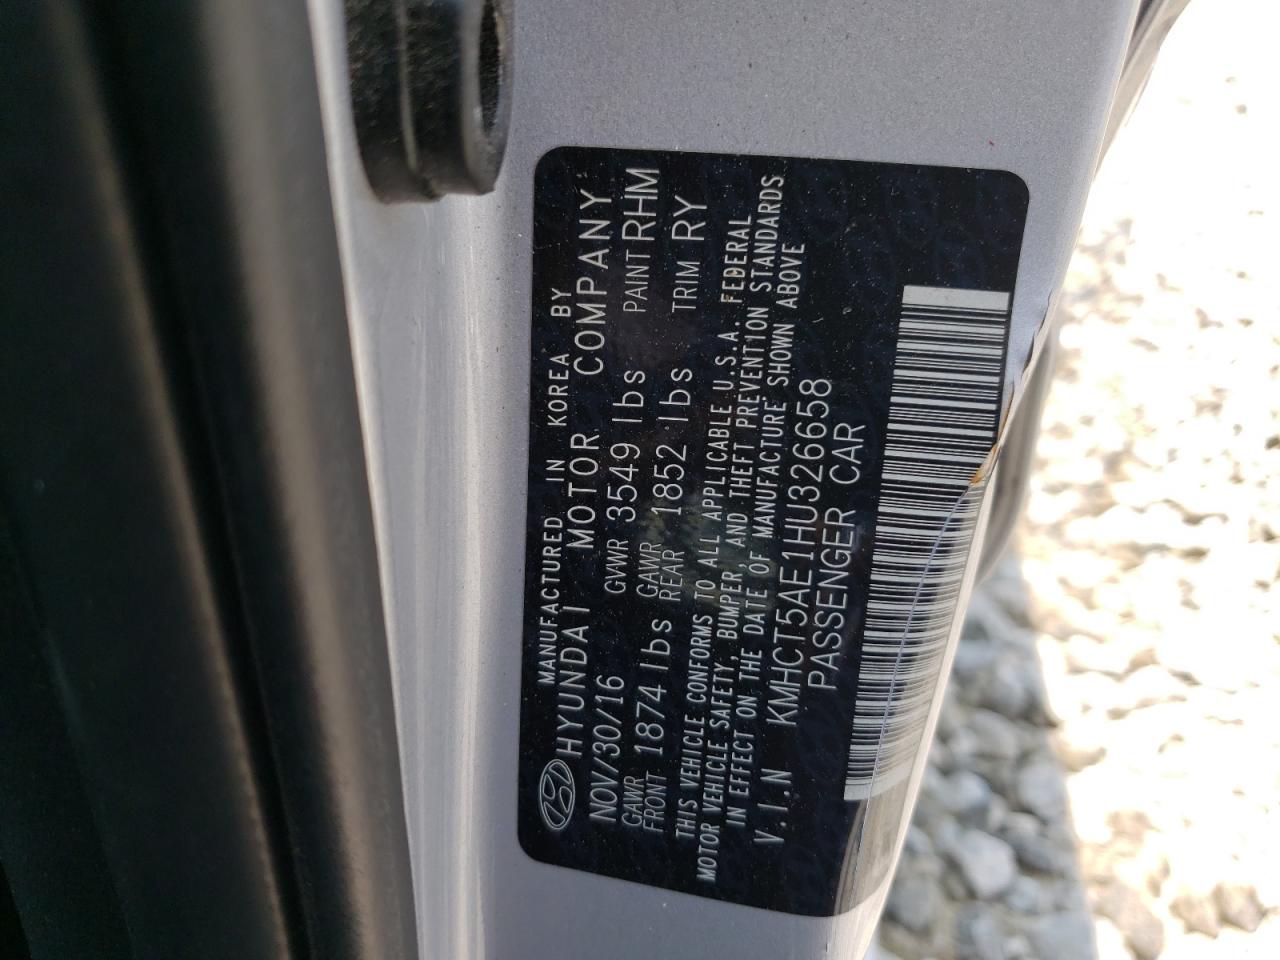 MANUFACTURED IN KOREA BY
HYUNDAI MOTOR COMPANY
NOV/30/16 GVWR 3549 lbs PAINT RHM
GAWR FRONT 1874 lbs GAWR REAR 1852 lbs TRIM RY
THIS VEHICLE CONFORMS TO ALL APPLICABLE U.S.A. FEDERAL
MOTOR VEHICLE SAFETY, BUMPER, AND THEFT PREVENTION STANDARDS
IN EFFECT ON THE DATE OF MANUFACTURE SHOWN ABOVE
V.I.N KMHCT5AE1HU326658
PASSENGER CAR